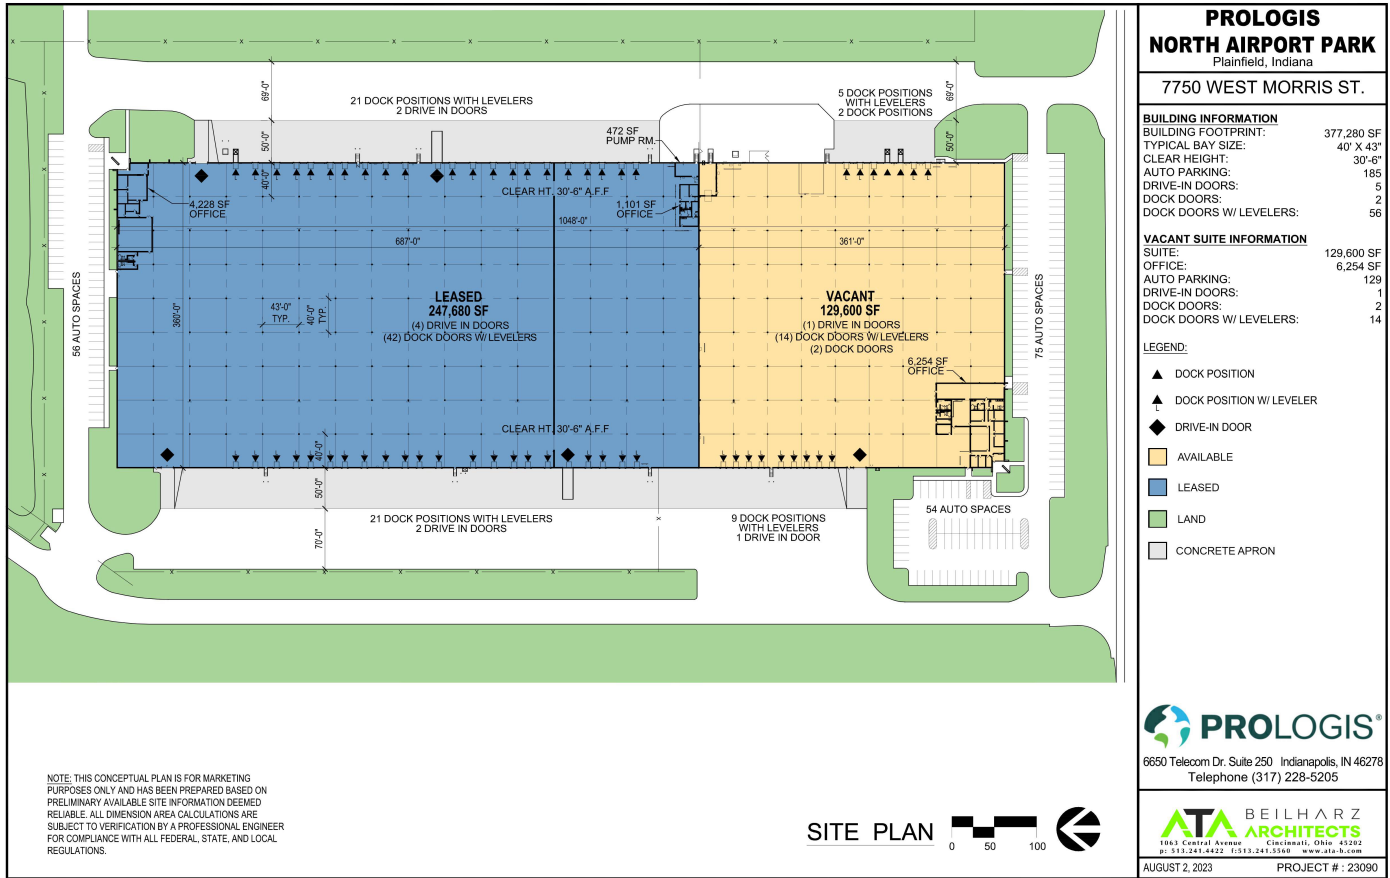 21 DOCK POSITIONS WITH LEVELERS
2 DRIVE IN DOORS
5 DOCK POSITIONS
WITH LEVELERS
2 DOCK POSITIONS
69'-0"
50'-0"
40'-0"
69'-0"
50'-0"
472 SF
PUMP RM.
CLEAR HT. 30'-6" A.F.F
4,228 SF
OFFICE
1,101 SF
OFFICE
1048'-0"
687'-0"
361'-0"
56 AUTO SPACES
75 AUTO SPACES
360'-0"
43'-0"
TYP.
40'-0"
TYP.
LEASED
247,680 SF
(4) DRIVE IN DOORS
(42) DOCK DOORS W/ LEVELERS
VACANT
129,600 SF
(1) DRIVE IN DOORS
(14) DOCK DOORS W/ LEVELERS
(2) DOCK DOORS
6,254 SF
OFFICE
CLEAR HT. 30'-6" A.F.F
40'-0"
50'-0"
70'-0"
21 DOCK POSITIONS WITH LEVELERS
2 DRIVE IN DOORS
9 DOCK POSITIONS
WITH LEVELERS
1 DRIVE IN DOOR
54 AUTO SPACES
NOTE: THIS CONCEPTUAL PLAN IS FOR MARKETING
PURPOSES ONLY AND HAS BEEN PREPARED BASED ON
PRELIMINARY AVAILABLE SITE INFORMATION DEEMED
RELIABLE. ALL DIMENSION AREA CALCULATIONS ARE
SUBJECT TO VERIFICATION BY A PROFESSIONAL ENGINEER
FOR COMPLIANCE WITH ALL FEDERAL, STATE, AND LOCAL
REGULATIONS.
SITE PLAN
0 50 100
PROLOGIS
NORTH AIRPORT PARK
Plainfield, Indiana
7750 WEST MORRIS ST.
BUILDING INFORMATION
BUILDING FOOTPRINT: 377,280 SF
TYPICAL BAY SIZE: 40' X 43"
CLEAR HEIGHT: 30'-6"
AUTO PARKING: 185
DRIVE-IN DOORS: 5
DOCK DOORS: 2
DOCK DOORS W/ LEVELERS: 56
VACANT SUITE INFORMATION
SUITE: 129,600 SF
OFFICE: 6,254 SF
AUTO PARKING: 129
DRIVE-IN DOORS: 1
DOCK DOORS: 2
DOCK DOORS W/ LEVELERS: 14
LEGEND:
DOCK POSITION
L DOCK POSITION W/ LEVELER
DRIVE-IN DOOR
AVAILABLE
LEASED
LAND
CONCRETE APRON
PROLOGIS®
6650 Telecom Dr. Suite 250 Indianapolis, IN 46278
Telephone (317) 228-5205
ATA BEILHARZ
ARCHITECTS
1063 Central Avenue Cincinnati, Ohio 45202
p: 513.241.4422 f:513.241.5560 www.ata-b.com
AUGUST 2, 2023 PROJECT # : 23090